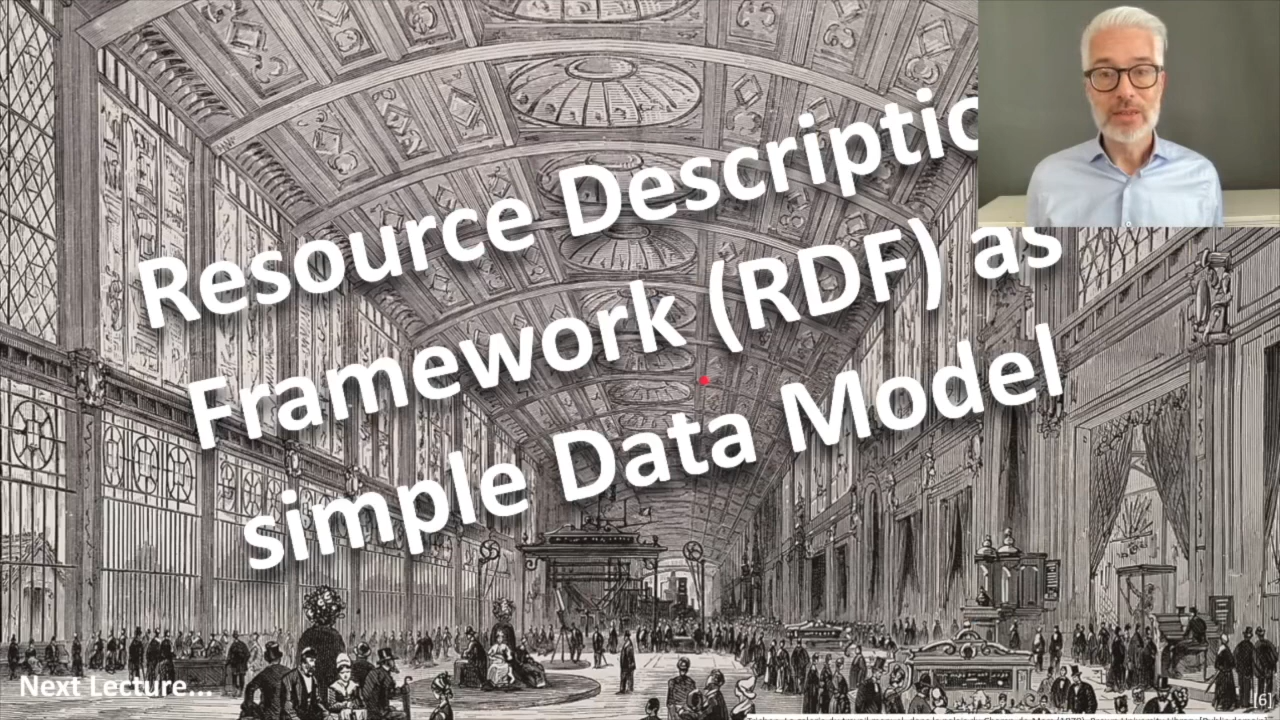 Resource Descriptio
Framework (RDF) as
simple Data Model
Next Lecture...
[6]